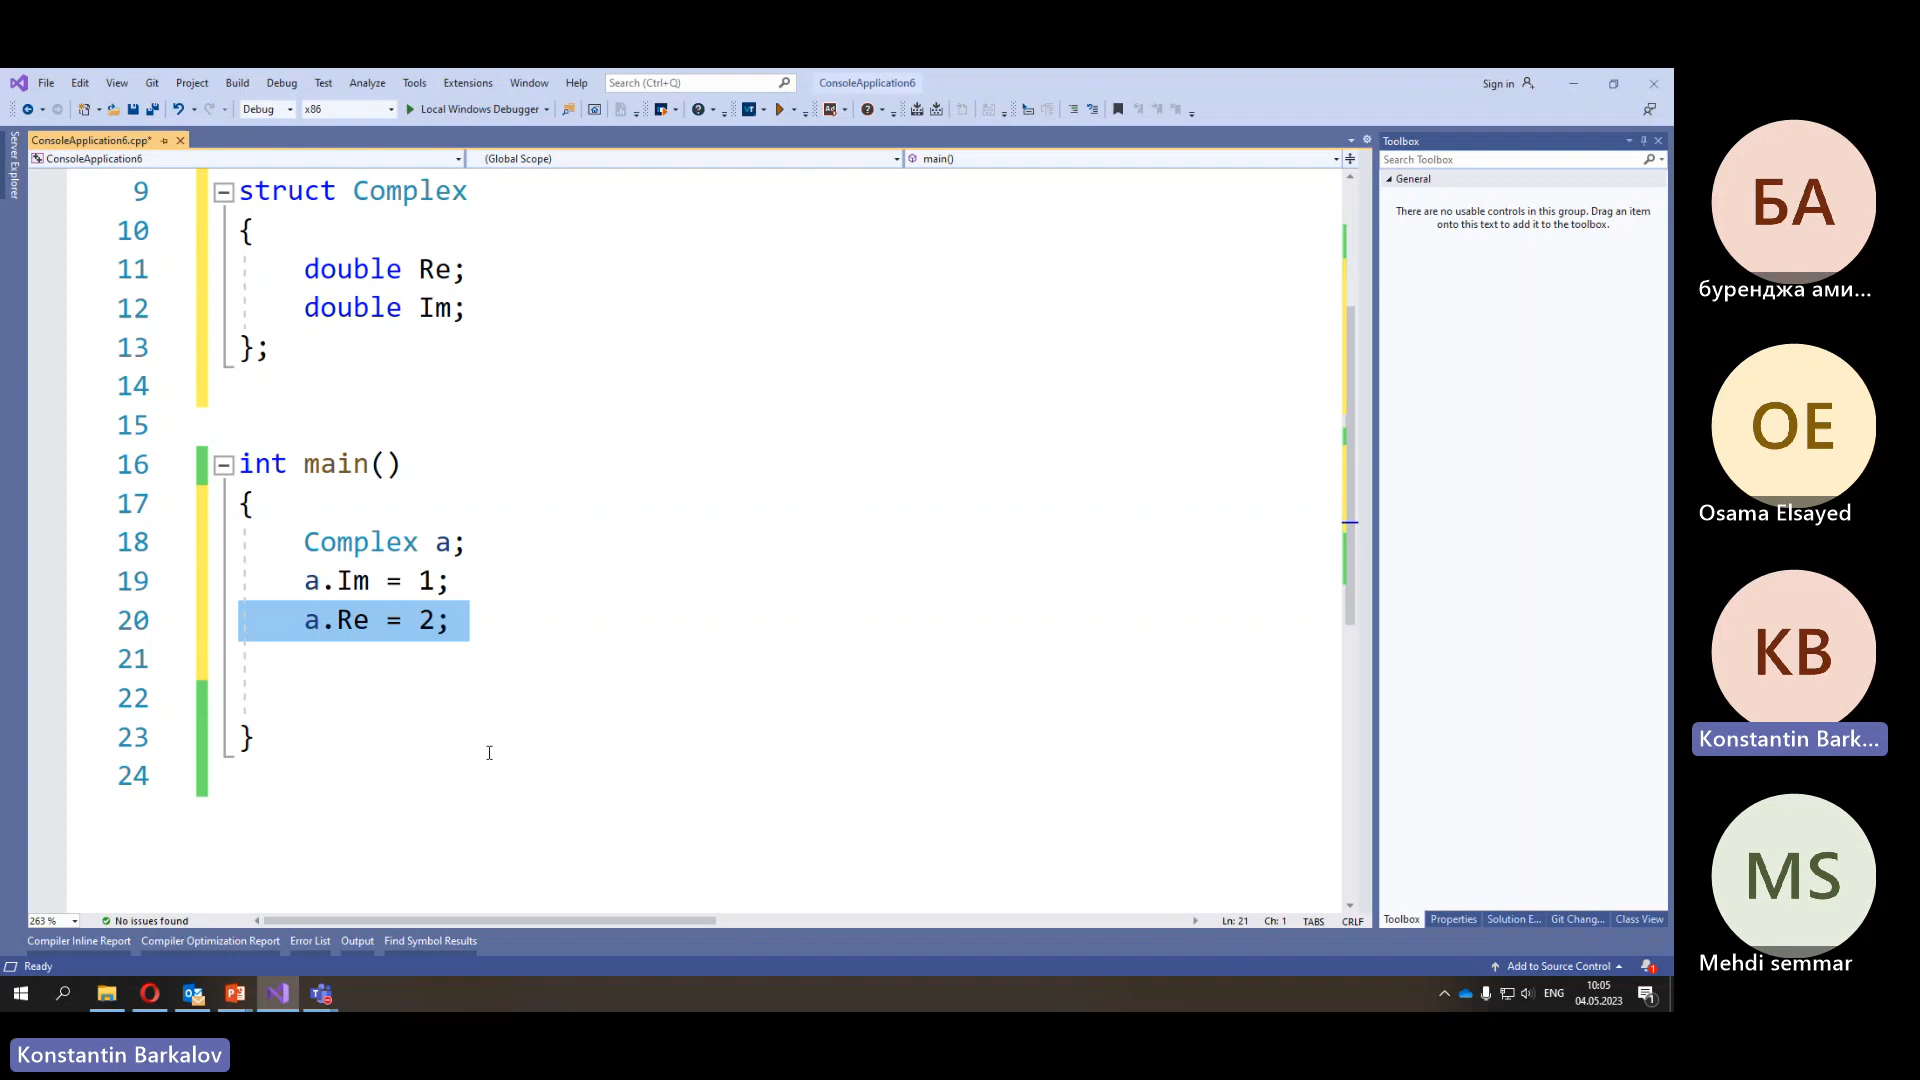 File Edit View Git Project Build Debug Test Analyze Tools Extensions Window Help Search (Ctrl+Q) ConsoleApplication6 Sign in
Debug x86 Local Windows Debugger
Server Explorer
ConsoleApplication6.cpp*
ConsoleApplication6 (Global Scope) main()
9 struct Complex
10 {
11 double Re;
12 double Im;
13 };
14
15
16 int main()
17 {
18 Complex a;
19 a.Im = 1;
20 a.Re = 2;
21
22
23 }
24
263 % No issues found Ln: 21 Ch: 1 TABS CRLF
Toolbox
Search Toolbox
General
There are no usable controls in this group. Drag an item
onto this text to add it to the toolbox.
Toolbox Properties Solution E... Git Chang... Class View
Compiler Inline Report Compiler Optimization Report Error List Output Find Symbol Results
Ready Add to Source Control 1
ENG 10:05
04.05.2023 1
БА
буренджа ами...
OE
Osama Elsayed
KB
Konstantin Bark...
MS
Mehdi semmar
Konstantin Barkalov